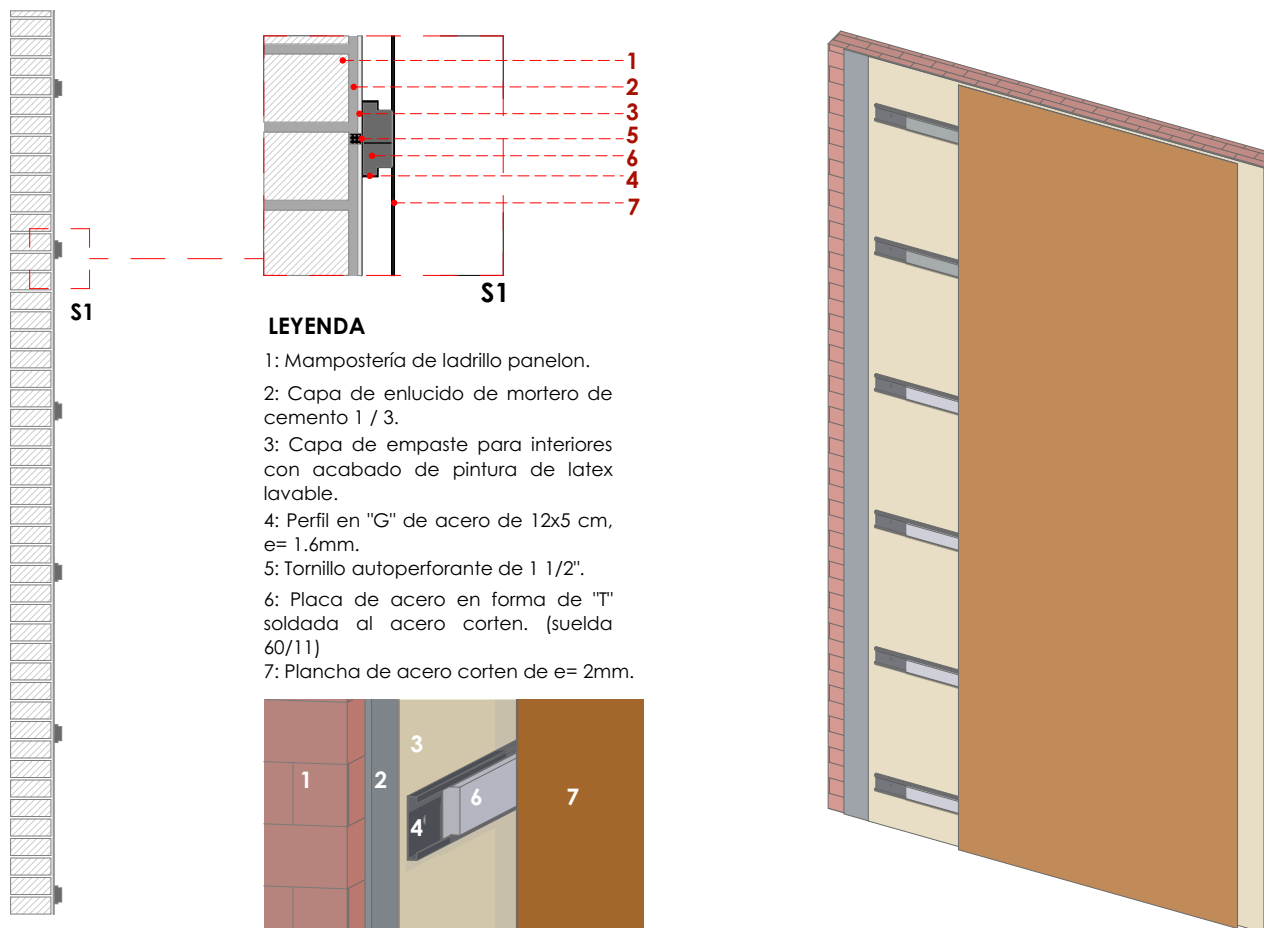 1
2
3
5
6
4
7
S1
S1
LEYENDA
1: Mampostería de ladrillo panelon.
2: Capa de enlucido de mortero de
cemento 1 / 3.
3: Capa de empaste para interiores
con acabado de pintura de latex
lavable.
4: Perfil en "G" de acero de 12x5 cm,
e= 1.6mm.
5: Tornillo autoperforante de 1 1/2".
6: Placa de acero en forma de "T"
soldada al acero corten. (suelda
60/11)
7: Plancha de acero corten de e= 2mm.
3
1
2
6
7
4